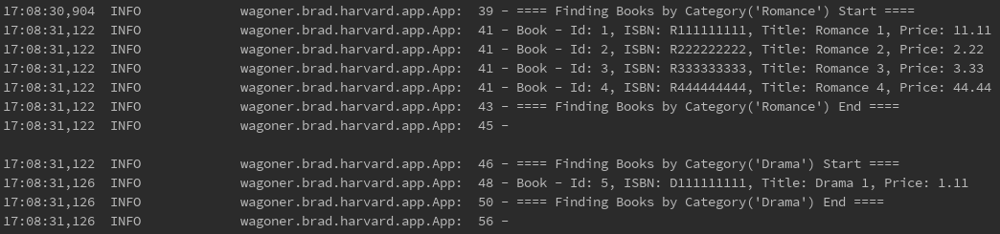 17:08:30,904 INFO wagoner.brad.harvard.app.App: 39 - ==== Finding Books by Category('Romance') Start ====
17:08:31,122 INFO wagoner.brad.harvard.app.App: 41 - Book - Id: 1, ISBN: R111111111, Title: Romance 1, Price: 11.11
17:08:31,122 INFO wagoner.brad.harvard.app.App: 41 - Book - Id: 2, ISBN: R222222222, Title: Romance 2, Price: 2.22
17:08:31,122 INFO wagoner.brad.harvard.app.App: 41 - Book - Id: 3, ISBN: R333333333, Title: Romance 3, Price: 3.33
17:08:31,122 INFO wagoner.brad.harvard.app.App: 41 - Book - Id: 4, ISBN: R444444444, Title: Romance 4, Price: 44.44
17:08:31,122 INFO wagoner.brad.harvard.app.App: 43 - ==== Finding Books by Category('Romance') End ====
17:08:31,122 INFO wagoner.brad.harvard.app.App: 45 -
17:08:31,122 INFO wagoner.brad.harvard.app.App: 46 - ==== Finding Books by Category('Drama') Start ====
17:08:31,126 INFO wagoner.brad.harvard.app.App: 48 - Book - Id: 5, ISBN: D111111111, Title: Drama 1, Price: 1.11
17:08:31,126 INFO wagoner.brad.harvard.app.App: 50 - ==== Finding Books by Category('Drama') End ====
17:08:31,126 INFO wagoner.brad.harvard.app.App: 56 -